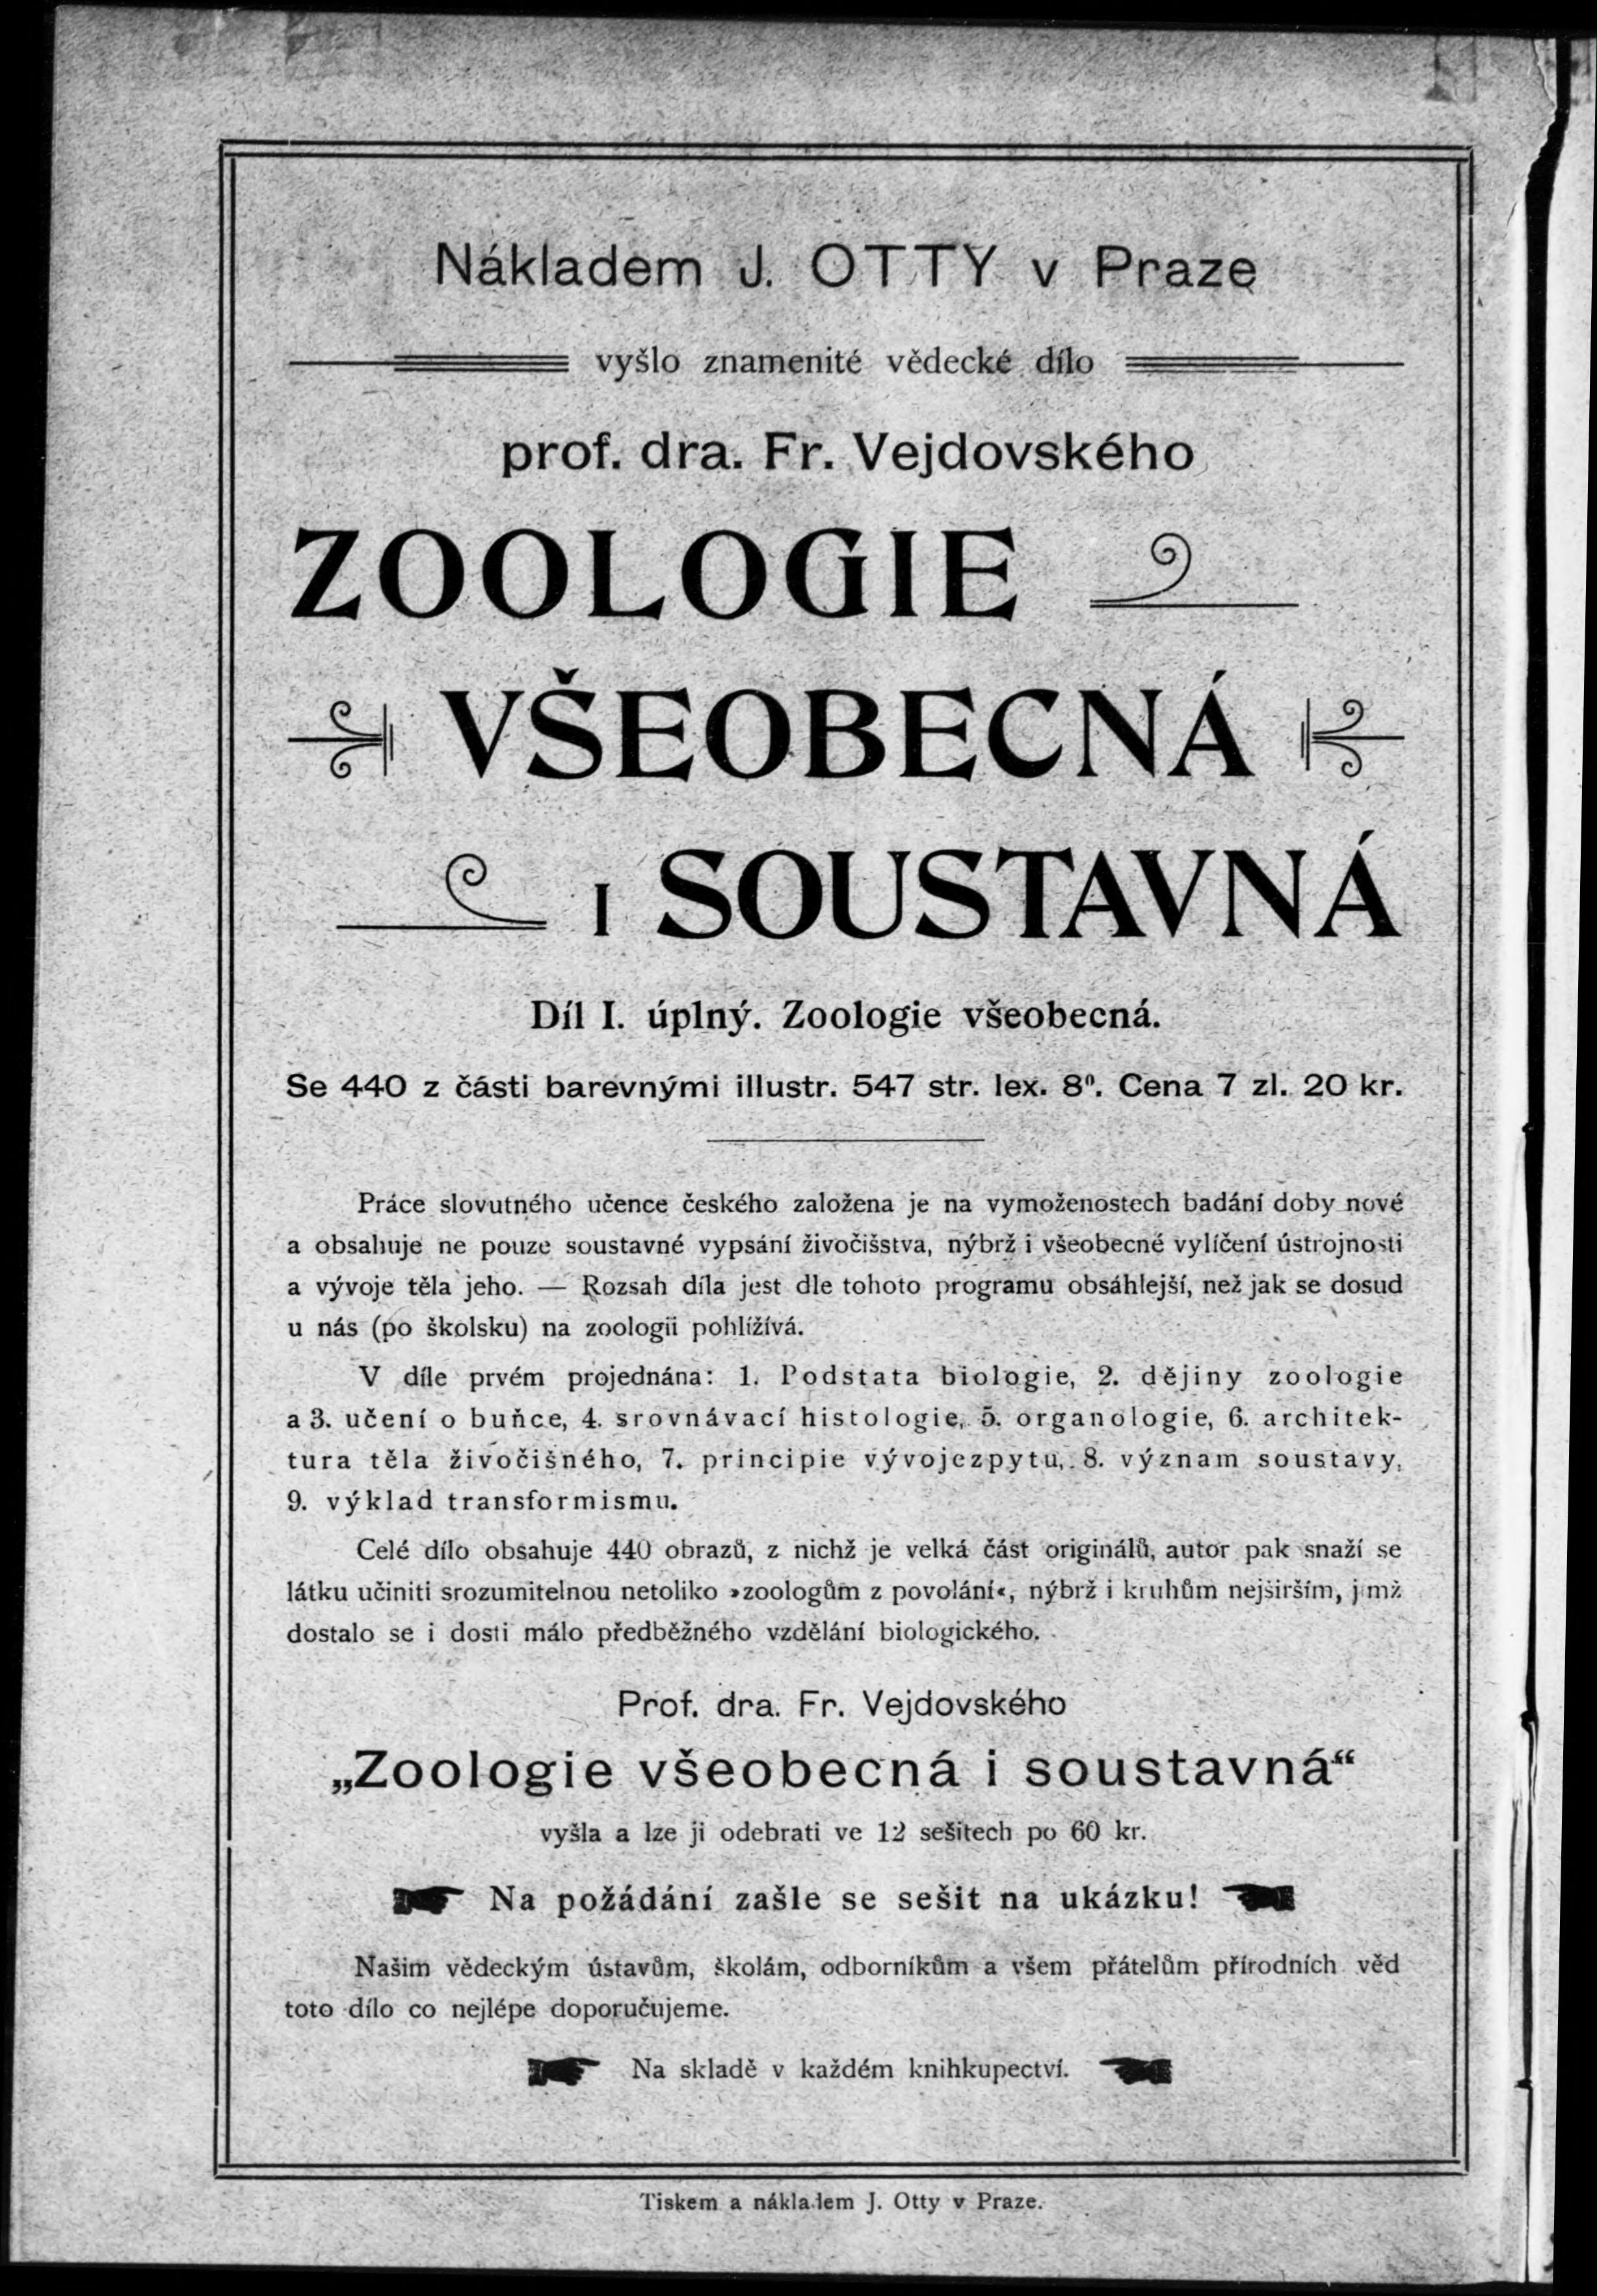 Nákladem J. OTTY v Praze
vyšlo znamenité vědecké dílo
prof. dra. Fr. Vejdovského
ZOOLOGIE
VŠEOBECNÁ
I SOUSTAVNÁ
Díl I. úplný. Zoologie všeobecná.
Se 440 z části barevnými illustr. 547 str. lex. 8⁰. Cena 7 zl. 20 kr.
Práce slovutného učence českého založena je na vymoženostech badání doby nové
a obsahuje ne pouze soustavné vypsání živočišstva, nýbrž i všeobecné vylíčení ústrojnosti
a vývoje těla jeho. — Rozsah díla jest dle tohoto programu obsáhlejší, než jak se dosud
u nás (po školsku) na zoologii pohlížívá.
V díle prvém projednána: 1. Podstata biologie, 2. dějiny zoologie
a 3. učení o buňce, 4. srovnávací histologie, 5. organologie, 6. architek-
tura těla živočišného, 7. principie vývojezpytu, 8. význam soustavy,
9. výklad transformismu.
Celé dílo obsahuje 440 obrazů, z nichž je velká část originálů, autor pak snaží se
látku učiniti srozumitelnou netoliko »zoologům z povolání«, nýbrž i kruhům nejširším, jimž
dostalo se i dosti málo předběžného vzdělání biologického.
Prof. dra. Fr. Vejdovského
„Zoologie všeobecná i soustavná“
vyšla a lze ji odebrati ve 12 sešitech po 60 kr.
Na požádání zašle se sešit na ukázku!
Našim vědeckým ústavům, školám, odborníkům a všem přátelům přírodních věd
toto dílo co nejlépe doporučujeme.
Na skladě v každém knihkupectví.
Tiskem a nákladem J. Otty v Praze.